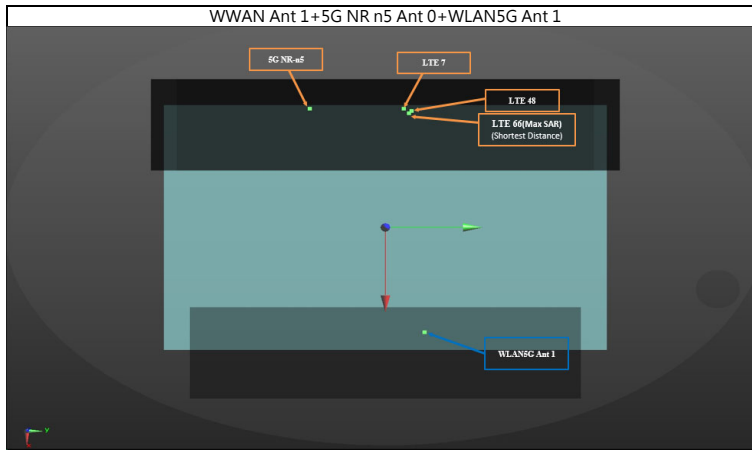 WWAN Ant 1+5G NR n5 Ant 0+WLAN5G Ant 1
5G NR-n5
LTE 7
LTE 48
LTE 66(Max SAR)
(Shortest Distance)
WLAN5G Ant 1
Y